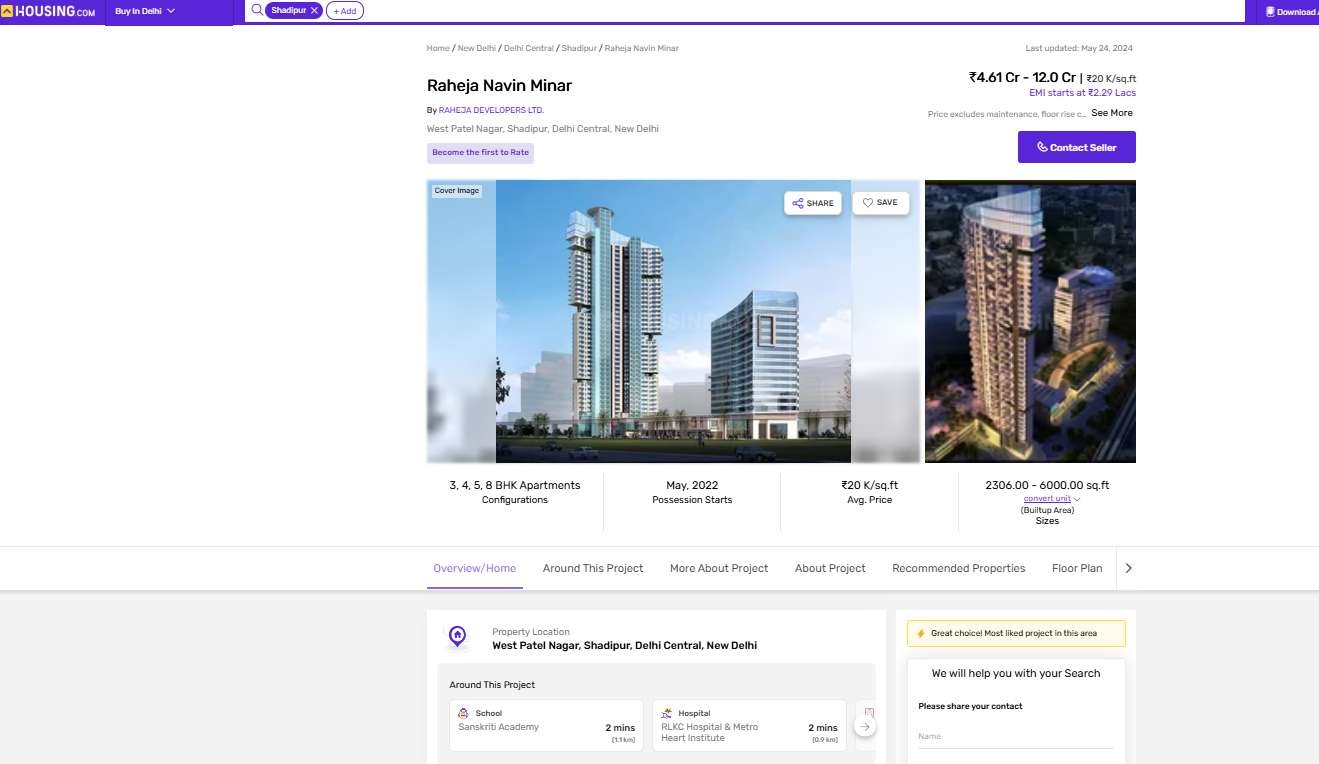 HOUSING.COM
Buy In Delhi
Shadipur
+ Add
Download
Home / New Delhi / Delhi Central / Shadipur / Raheja Navin Minar
Last updated: May 24, 2024
Raheja Navin Minar
₹4.61 Cr - 12.0 Cr | ₹20 K/sq.ft
EMI starts at ₹2.29 Lacs
By RAHEJA DEVELOPERS LTD.
Price excludes maintenance, floor rise c... See More
West Patel Nagar, Shadipur, Delhi Central, New Delhi
Become the first to Rate
Contact Seller
Cover Image
SHARE
SAVE
3, 4, 5, 8 BHK Apartments
Configurations
May, 2022
Possession Starts
₹20 K/sq.ft
Avg. Price
2306.00 - 6000.00 sq.ft
convert unit
(Builtup Area)
Sizes
Overview/Home
Around This Project
More About Project
About Project
Recommended Properties
Floor Plan
Property Location
West Patel Nagar, Shadipur, Delhi Central, New Delhi
Around This Project
School
Sanskriti Academy
2 mins
(1.1 km)
Hospital
RLKC Hospital & Metro
Heart Institute
2 mins
(0.9 km)
Great choice! Most liked project in this area
We will help you with your Search
Please share your contact
Name